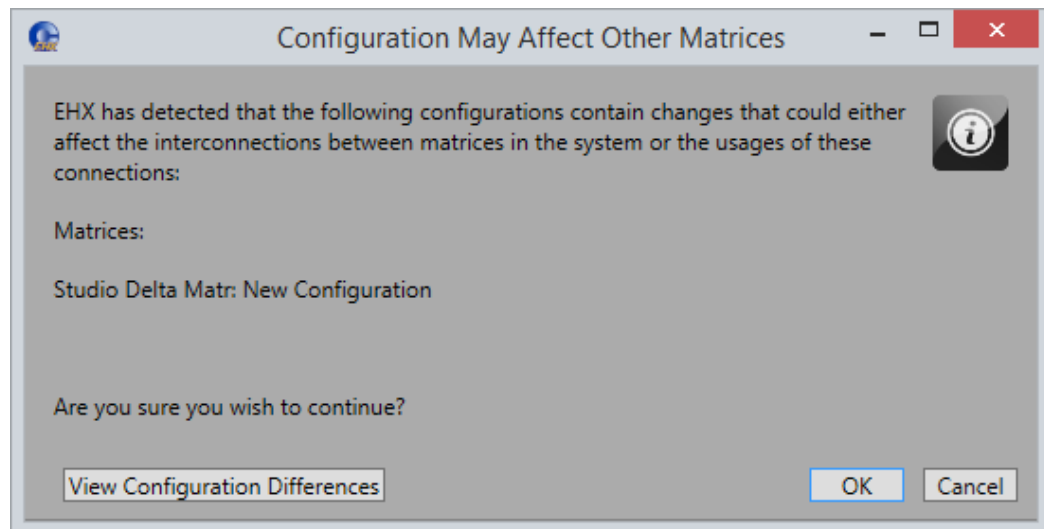 Configuration May Affect Other Matrices
EHX has detected that the following configurations contain changes that could either
affect the interconnections between matrices in the system or the usages of these
connections:
Matrices:
Studio Delta Matr: New Configuration
Are you sure you wish to continue?
View Configuration Differences
OK
Cancel